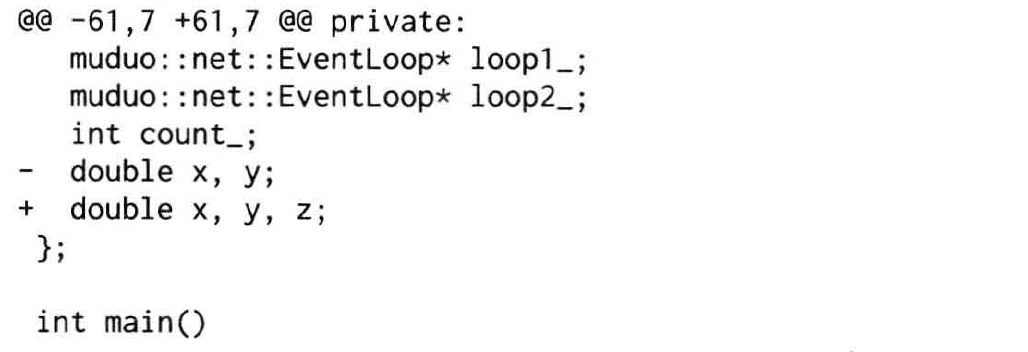 @@ -61,7 +61,7 @@ private:
   muduo::net::EventLoop* loop1_;
   muduo::net::EventLoop* loop2_;
   int count_;
-  double x, y;
+  double x, y, z;
 };

 int main()